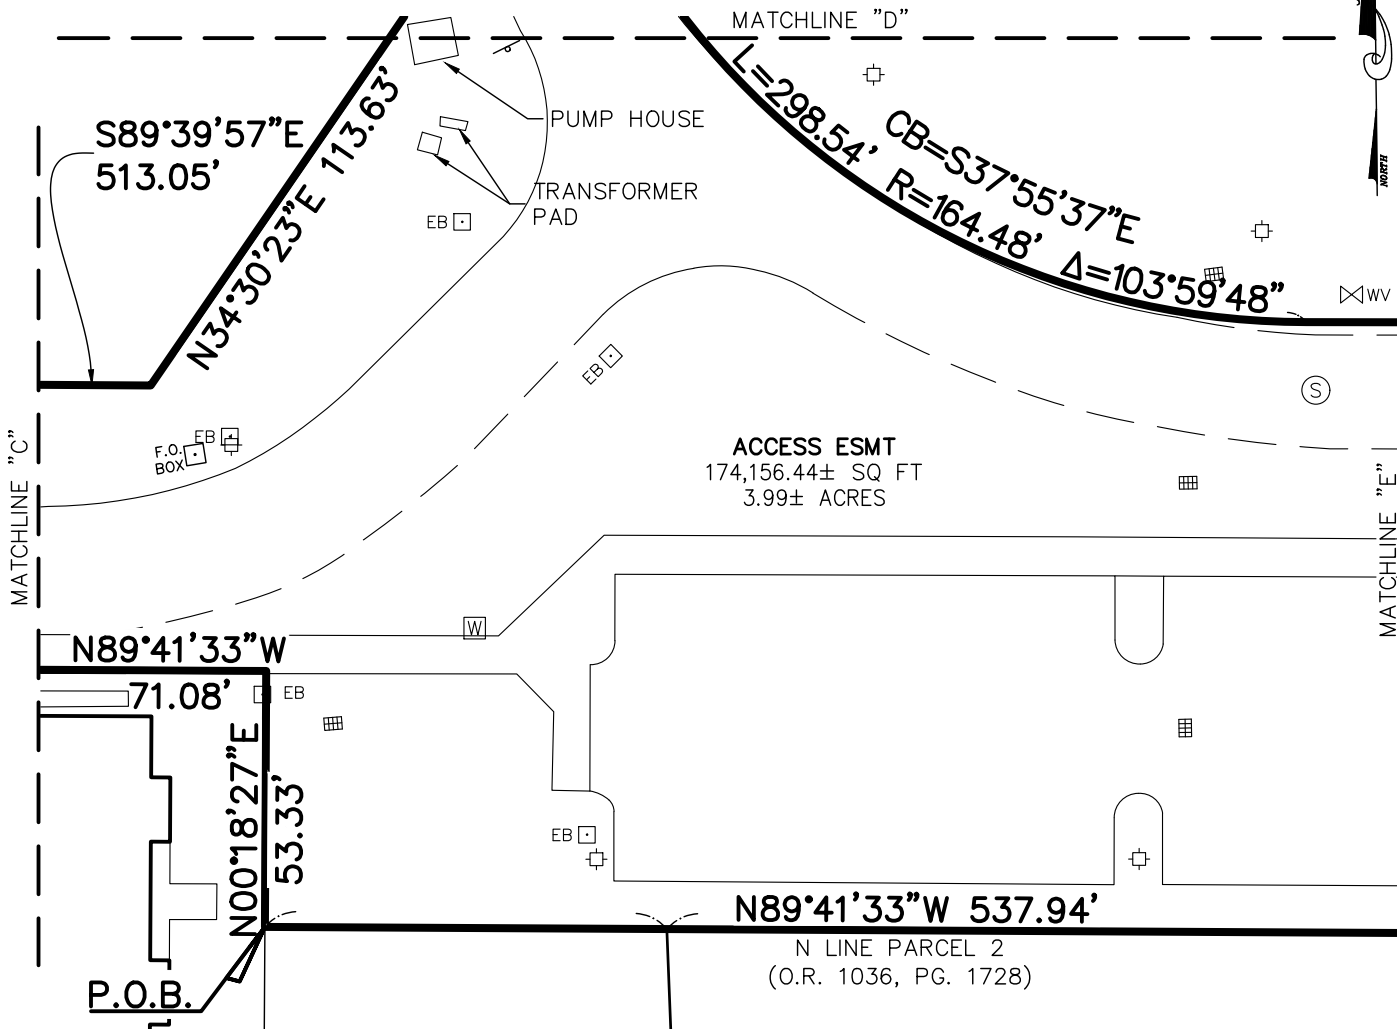 MATCHLINE "D"
S89°39'57"E
513.05'
N34°30'23"E 113.63'
PUMP HOUSE
TRANSFORMER
PAD
EB
L=298.54' R=164.48' Δ=103°59'48"
CB=S37°55'37"E
NORTH
WV
S
EB
EB
F.O.
BOX
MATCHLINE "C"
ACCESS ESMT
174,156.44± SQ FT
3.99± ACRES
MATCHLINE "E"
W
N89°41'33"W
71.08'
EB
N00°18'27"E
53.33'
EB
N89°41'33"W 537.94'
N LINE PARCEL 2
(O.R. 1036, PG. 1728)
P.O.B.